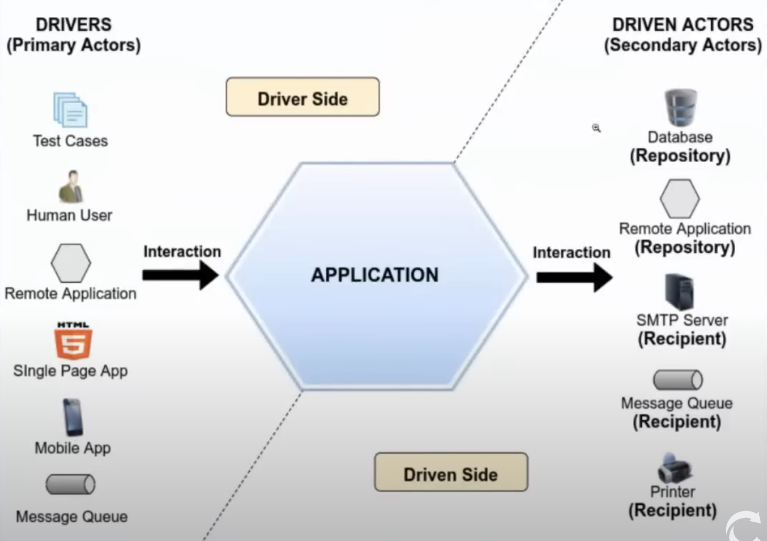 DRIVERS
(Primary Actors)
DRIVEN ACTORS
(Secondary Actors)
Driver Side
Test Cases
Human User
Interaction
Remote Application
HTML
5
SIngle Page App
Mobile App
Message Queue
APPLICATION
Interaction
Database
(Repository)
Remote Application
(Repository)
SMTP Server
(Recipient)
Message Queue
(Recipient)
Printer
(Recipient)
Driven Side